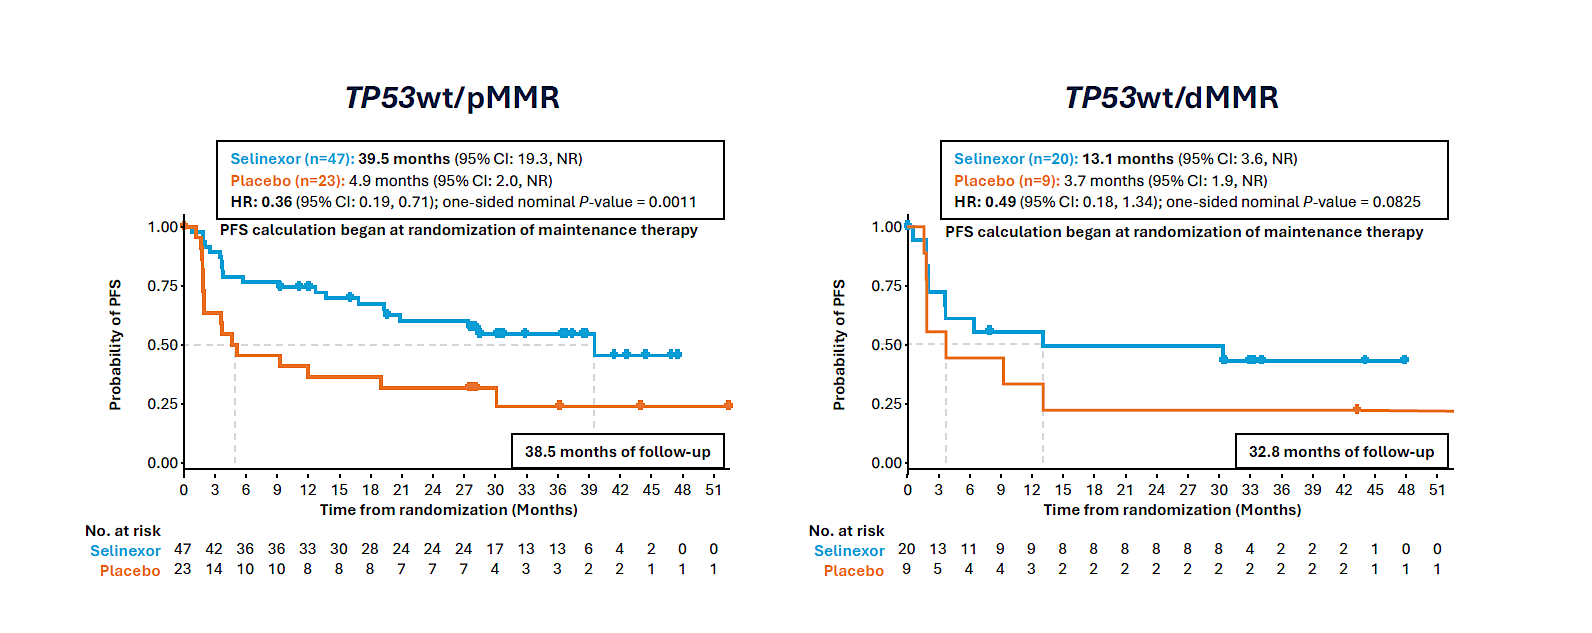 TP53wt/pMMR
Selinexor (n=47): 39.5 months (95% CI: 19.3, NR)
Placebo (n=23): 4.9 months (95% CI: 2.0, NR)
HR: 0.36 (95% CI: 0.19, 0.71); one-sided nominal P-value = 0.0011
PFS calculation began at randomization of maintenance therapy
Probability of PFS
1.00
0.75
0.50
0.25
0.00
38.5 months of follow-up
0 3 6 9 12 15 18 21 24 27 30 33 36 39 42 45 48 51
Time from randomization (Months)
No. at risk
Selinexor 47 42 36 36 33 30 28 24 24 24 17 13 13 6 4 2 0 0
Placebo 23 14 10 10 8 8 8 7 7 7 4 3 3 2 2 1 1 1
TP53wt/dMMR
Selinexor (n=20): 13.1 months (95% CI: 3.6, NR)
Placebo (n=9): 3.7 months (95% CI: 1.9, NR)
HR: 0.49 (95% CI: 0.18, 1.34); one-sided nominal P-value = 0.0825
PFS calculation began at randomization of maintenance therapy
Probability of PFS
1.00
0.75
0.50
0.25
0.00
32.8 months of follow-up
0 3 6 9 12 15 18 21 24 27 30 33 36 39 42 45 48 51
Time from randomization (Months)
No. at risk
Selinexor 20 13 11 9 9 8 8 8 8 8 8 4 2 2 2 1 0 0
Placebo 9 5 4 4 3 2 2 2 2 2 2 2 2 2 2 1 1 1